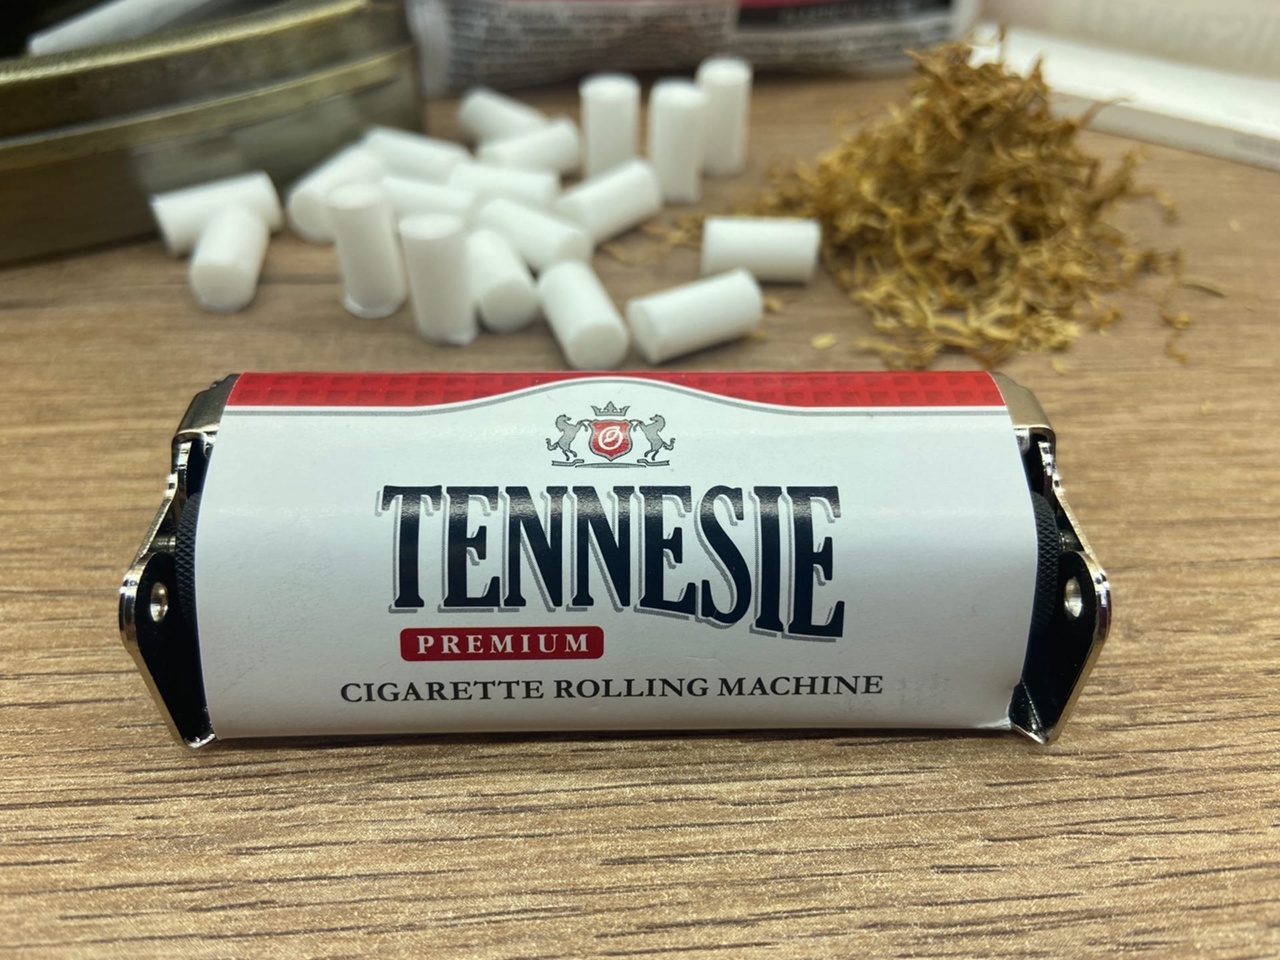 TENNESIE
PREMIUM
CIGARETTE ROLLING MACHINE